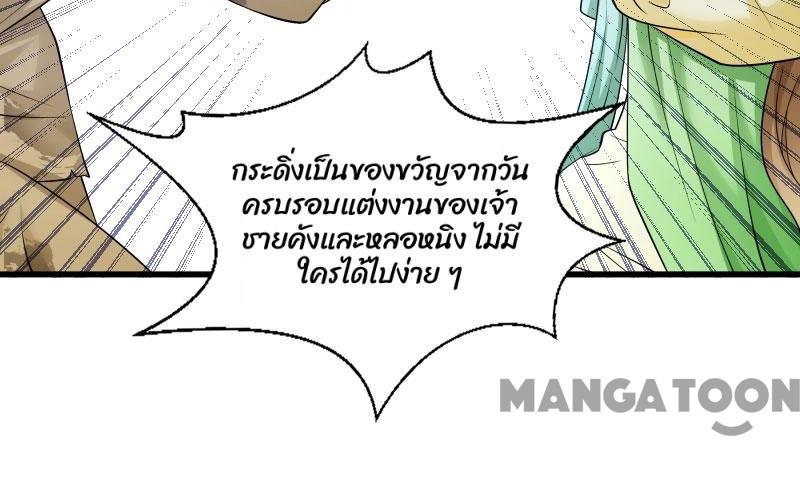 กระดิ่งเป็นของขวัญจากวัน
ครบรอบแต่งงานของเจ้า
ชายคังและหลอหนิง ไม่มี
ใครได้ไปง่าย ๆ
MANGATOON